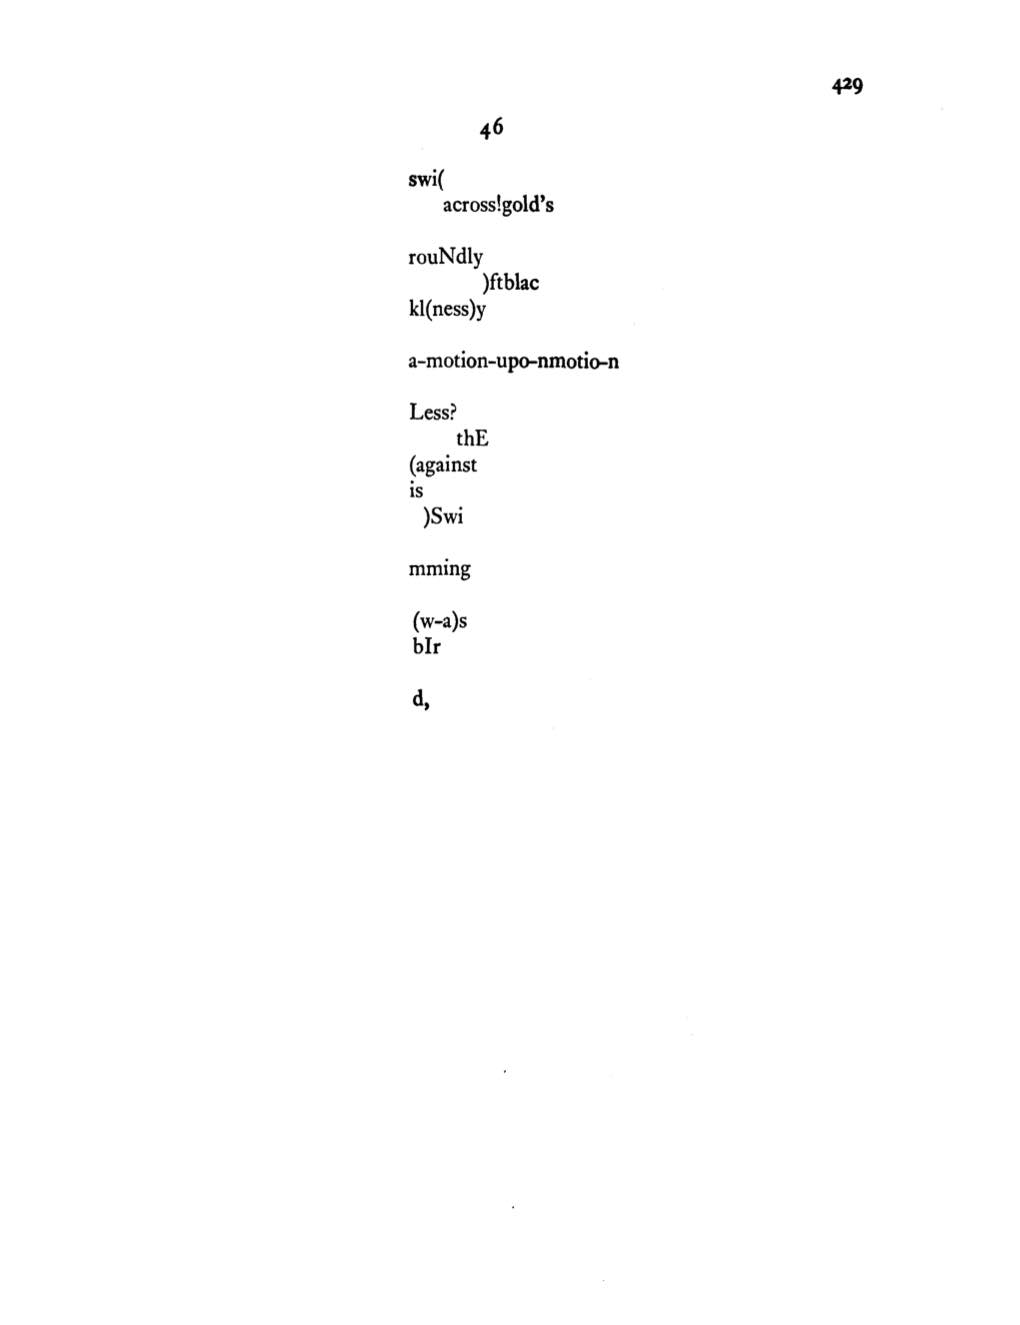 429
46
swi(
across!gold's
rouNdly
)ftblac
kl(ness)y
a-motion-upo-nmotio-n
Less?
thE
(against
is
)Swi
mming
(w-a)s
bIr
d,